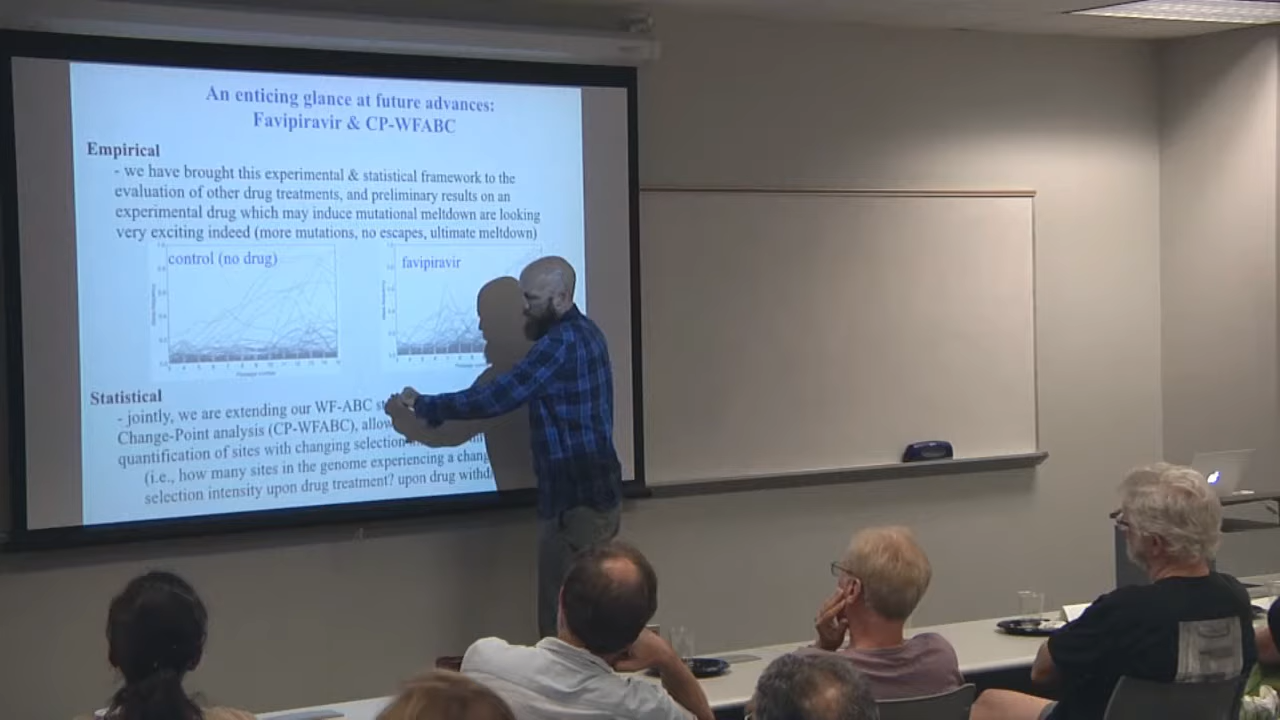 An enticing glance at future advances:
Favipiravir & CP-WFABC
Empirical
- we have brought this experimental & statistical framework to the
evaluation of other drug treatments, and preliminary results on an
experimental drug which may induce mutational meltdown are looking
very exciting indeed (more mutations, no escapes, ultimate meltdown)
control (no drug)
favipiravir
Statistical
- jointly, we are extending our WF-ABC
Change-Point analysis (CP-WFABC),
quantification of sites with changing selection
(i.e., how many sites in the genome experiencing a
selection intensity upon drug treatment? upon drug